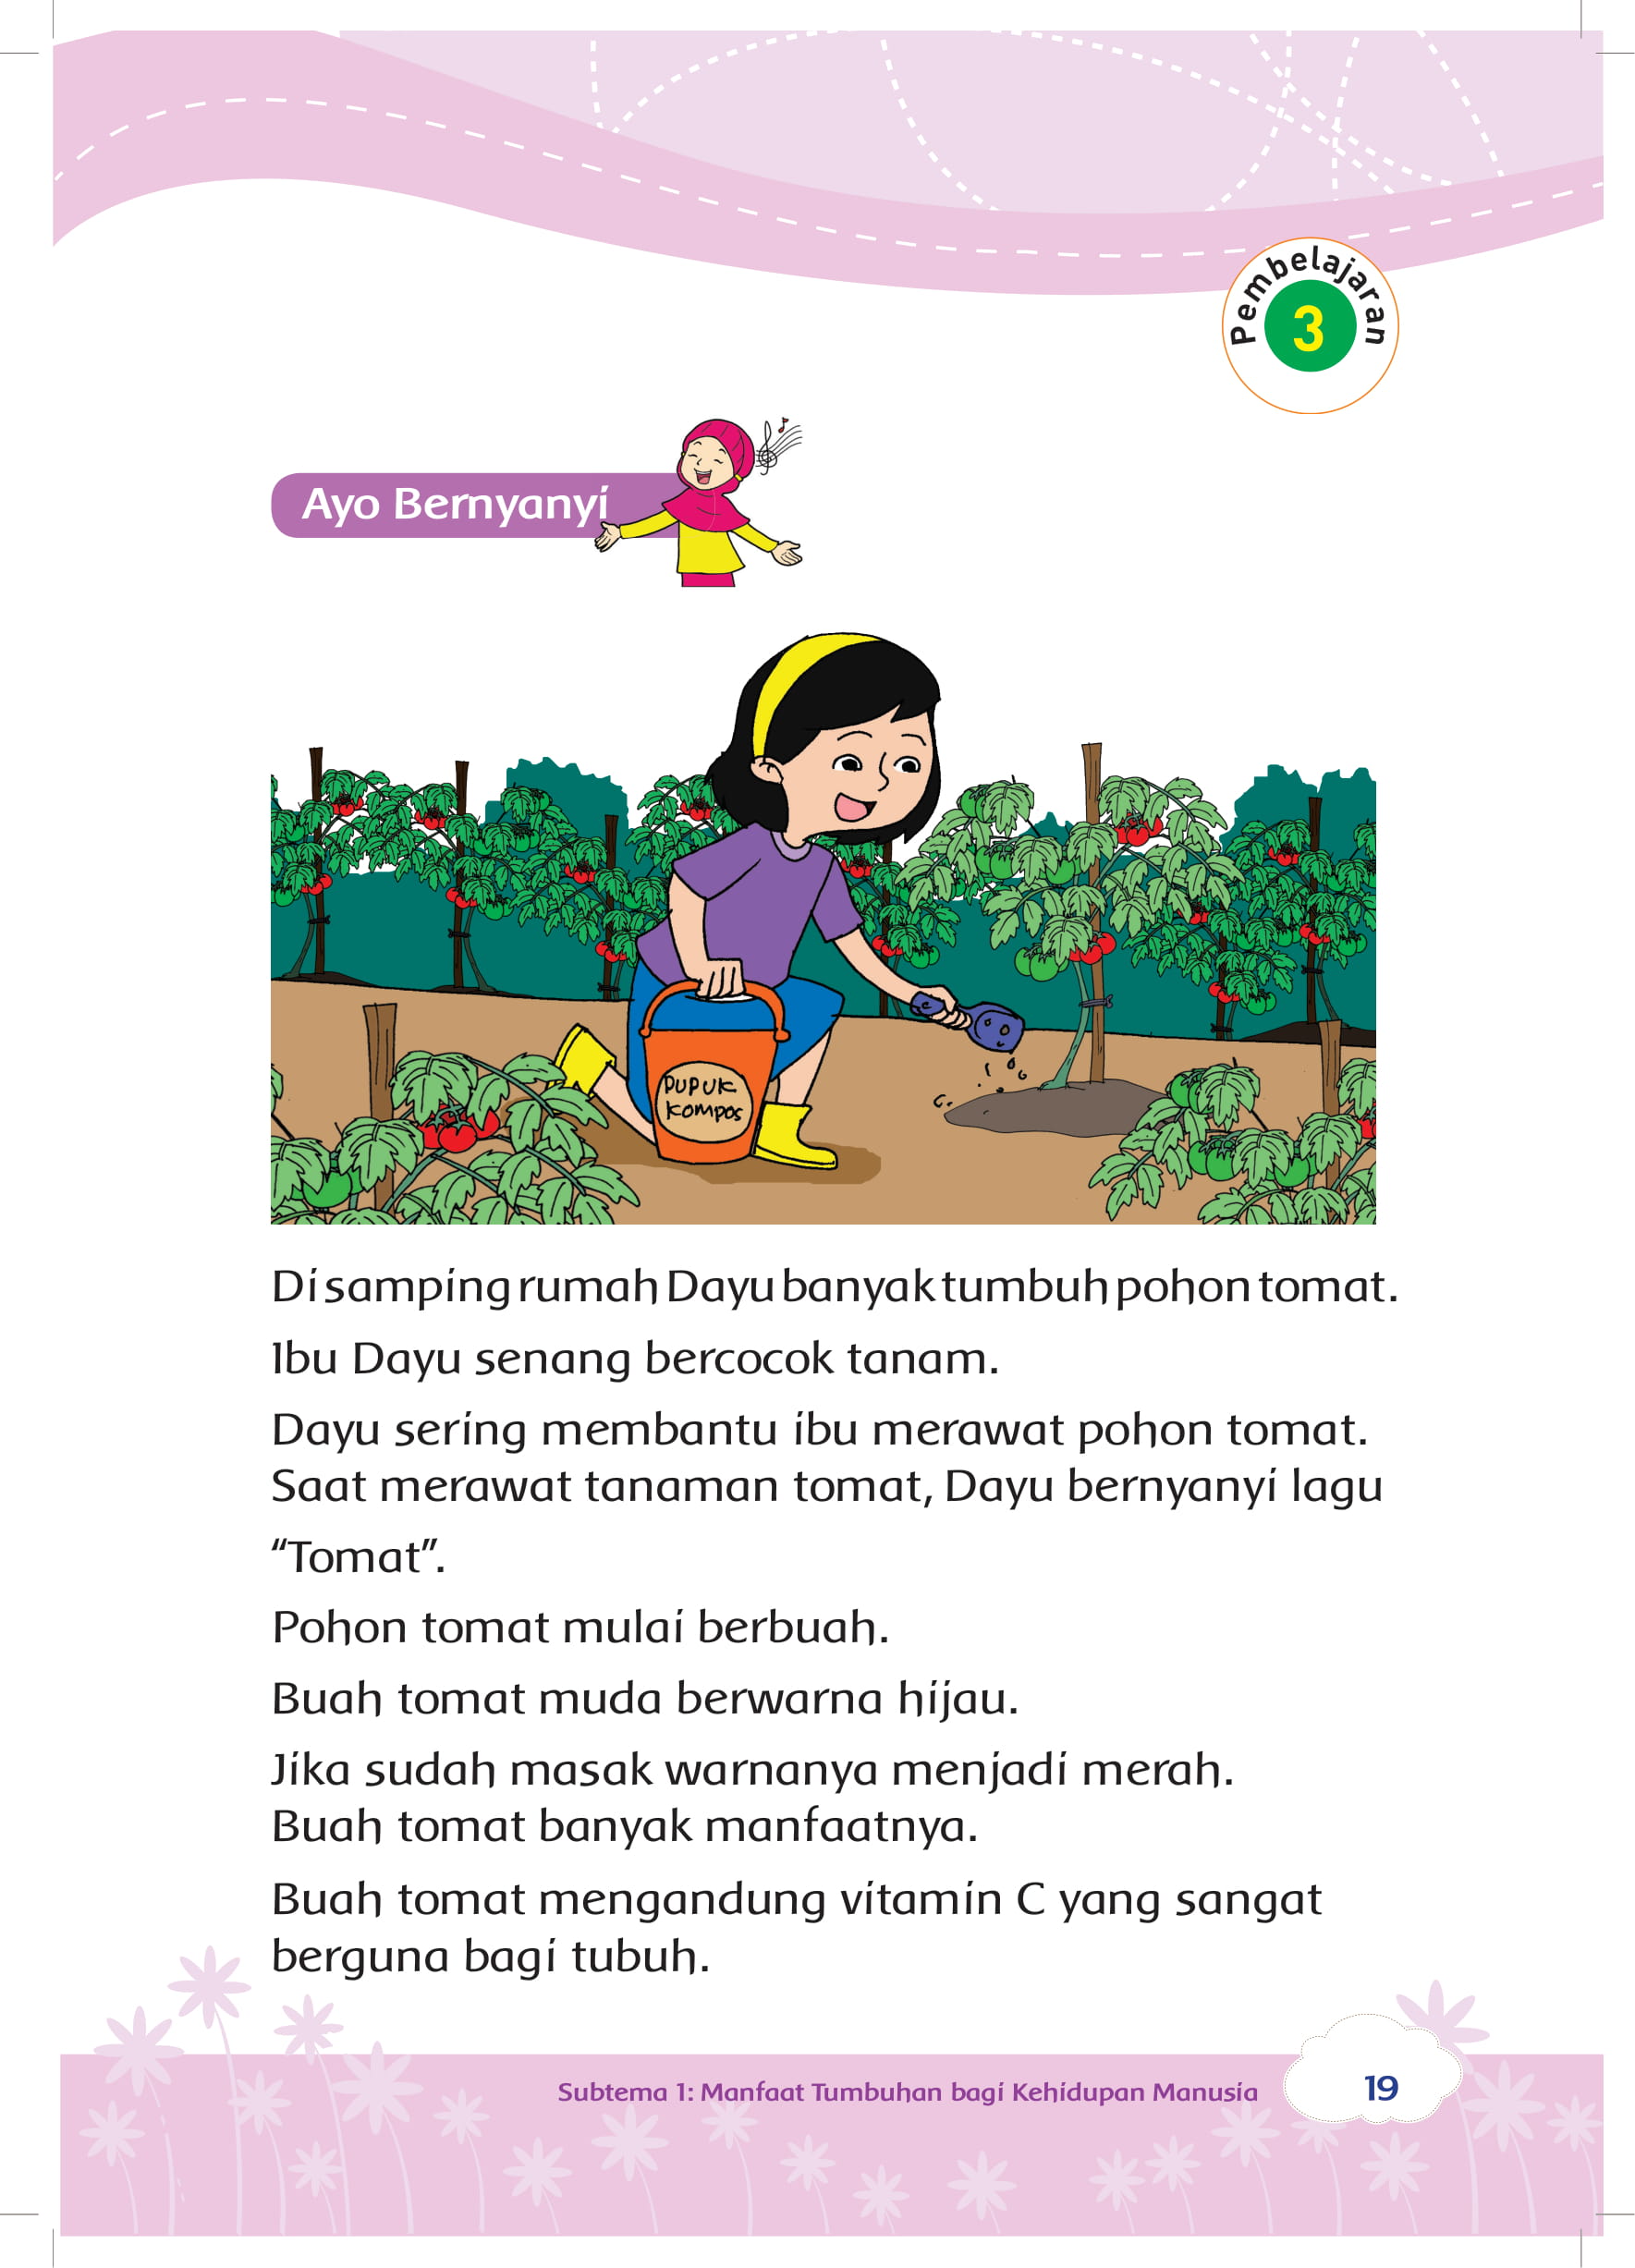 Pembelajaran
3
Ayo Bernyanyi
PUPUK
KOMPOS
Di samping rumah Dayu banyak tumbuh pohon tomat.
Ibu Dayu senang bercocok tanam.
Dayu sering membantu ibu merawat pohon tomat.
Saat merawat tanaman tomat, Dayu bernyanyi lagu
“Tomat”.
Pohon tomat mulai berbuah.
Buah tomat muda berwarna hijau.
Jika sudah masak warnanya menjadi merah.
Buah tomat banyak manfaatnya.
Buah tomat mengandung vitamin C yang sangat
berguna bagi tubuh.
Subtema 1: Manfaat Tumbuhan bagi Kehidupan Manusia
19